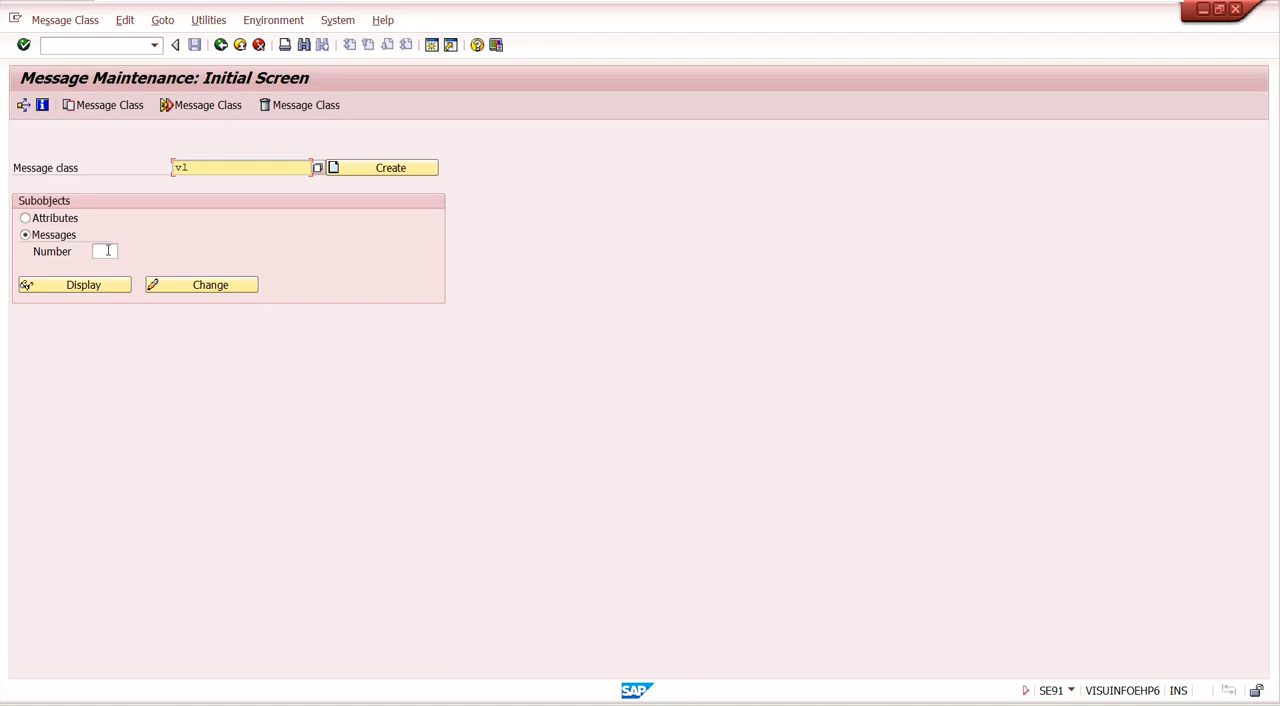 Message Class Edit Goto Utilities Environment System Help
Message Maintenance: Initial Screen
Message Class Message Class Message Class
Message class v1 Create
Subobjects
Attributes
Messages
Number
Display Change
SAP SE91 VISUINFOEHP6 INS